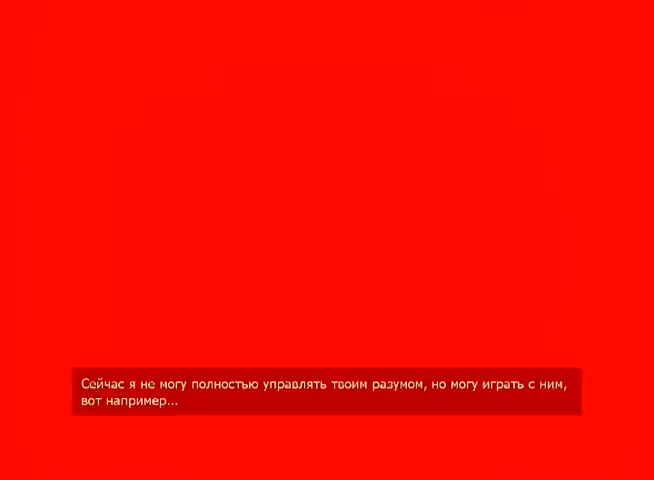 Сейчас я не могу полностью управлять твоим разумом, но могу играть с ним,
вот например...